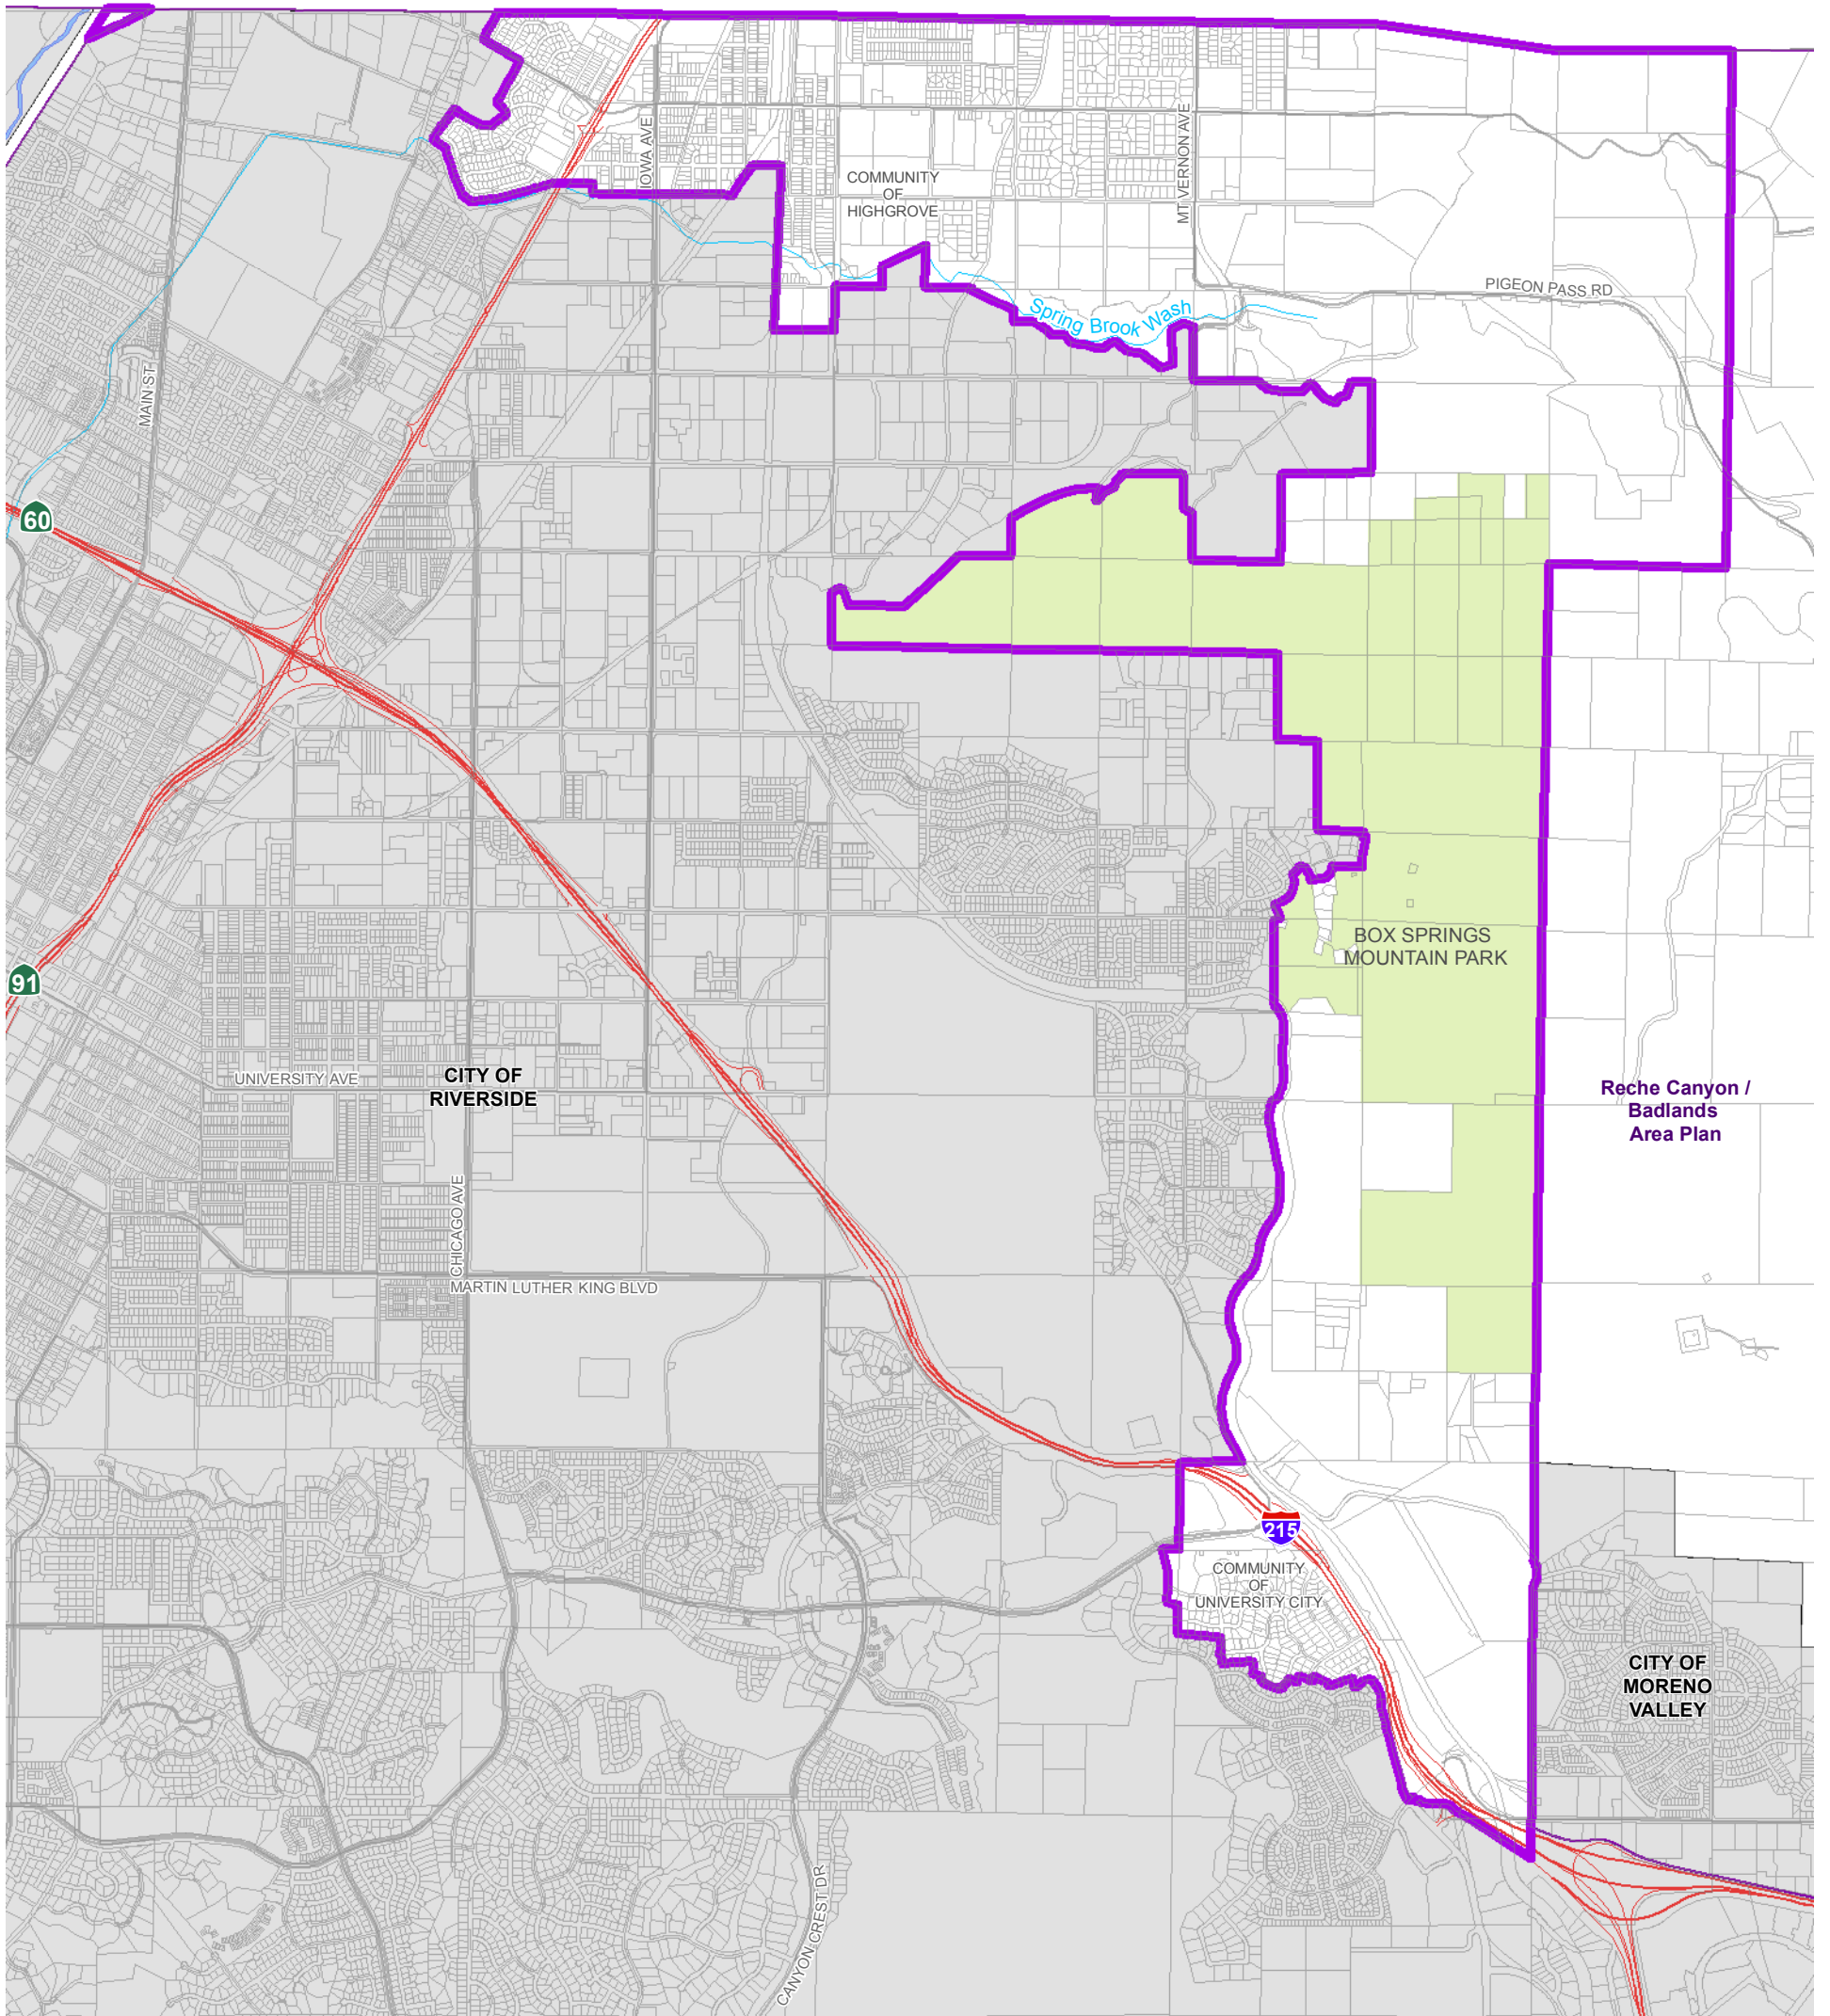 IOWA AVE
MT VERNON AVE
COMMUNITY
OF
HIGHGROVE
PIGEON PASS RD
Spring Brook Wash
MAIN ST
60
91
BOX SPRINGS
MOUNTAIN PARK
UNIVERSITY AVE
CITY OF
RIVERSIDE
Reche Canyon /
Badlands
Area Plan
CHICAGO AVE
MARTIN LUTHER KING BLVD
215
COMMUNITY
OF
UNIVERSITY CITY
CITY OF
MORENO
VALLEY
CANYON CREST DR